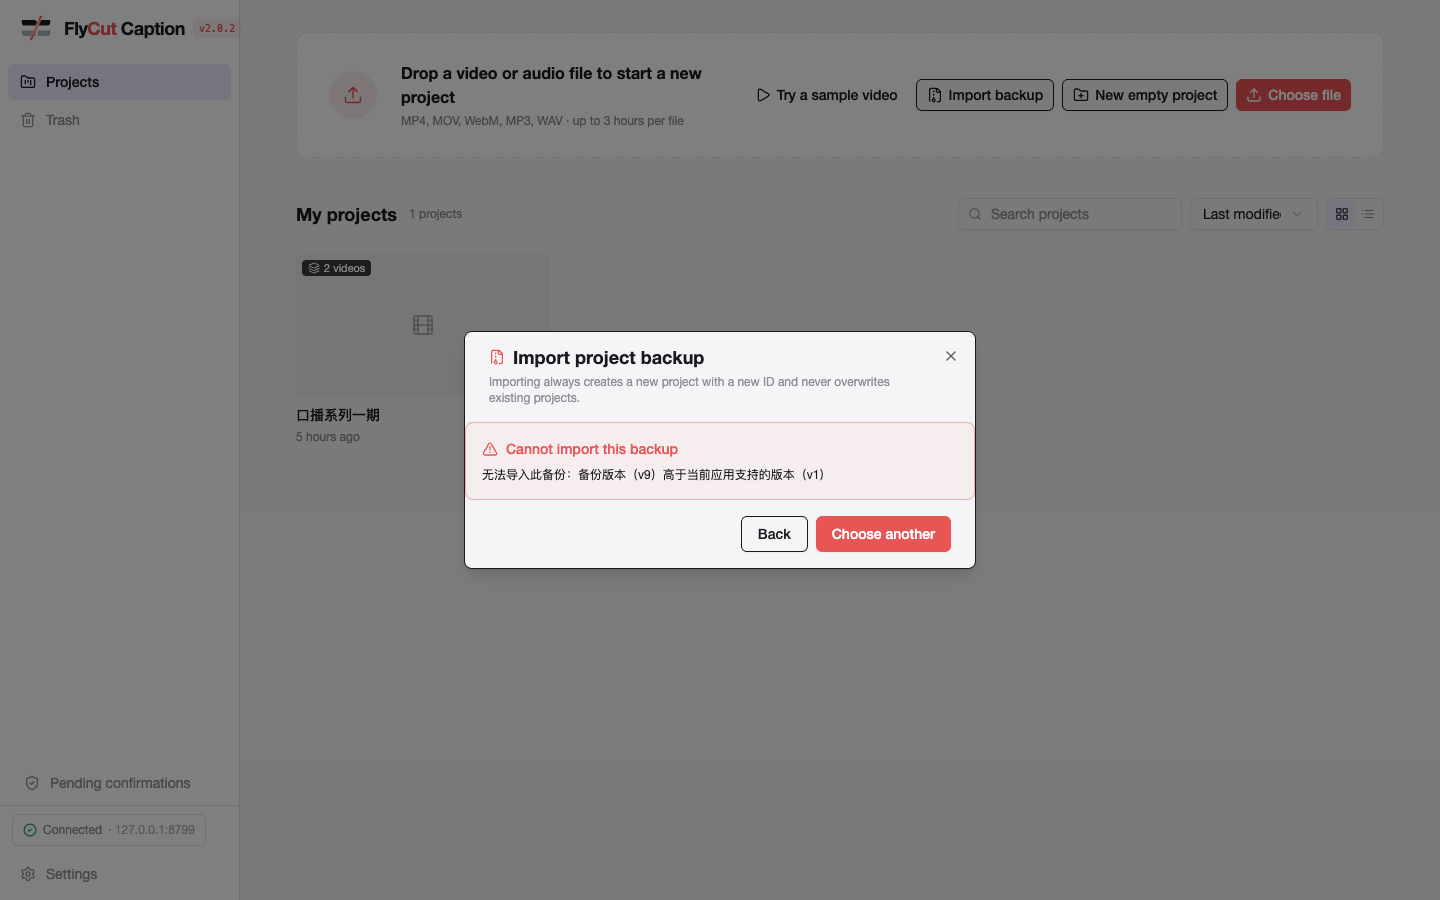 FlyCut Caption v2.0.2
Projects
Trash
Drop a video or audio file to start a new
project
MP4, MOV, WebM, MP3, WAV · up to 3 hours per file
Try a sample video
Import backup
New empty project
Choose file
My projects
1 projects
Search projects
Last modifie
2 videos
口播系列一期
5 hours ago
Import project backup
Importing always creates a new project with a new ID and never overwrites
existing projects.
Cannot import this backup
无法导入此备份：备份版本（v9）高于当前应用支持的版本（v1）
Back
Choose another
Pending confirmations
Connected · 127.0.0.1:8799
Settings